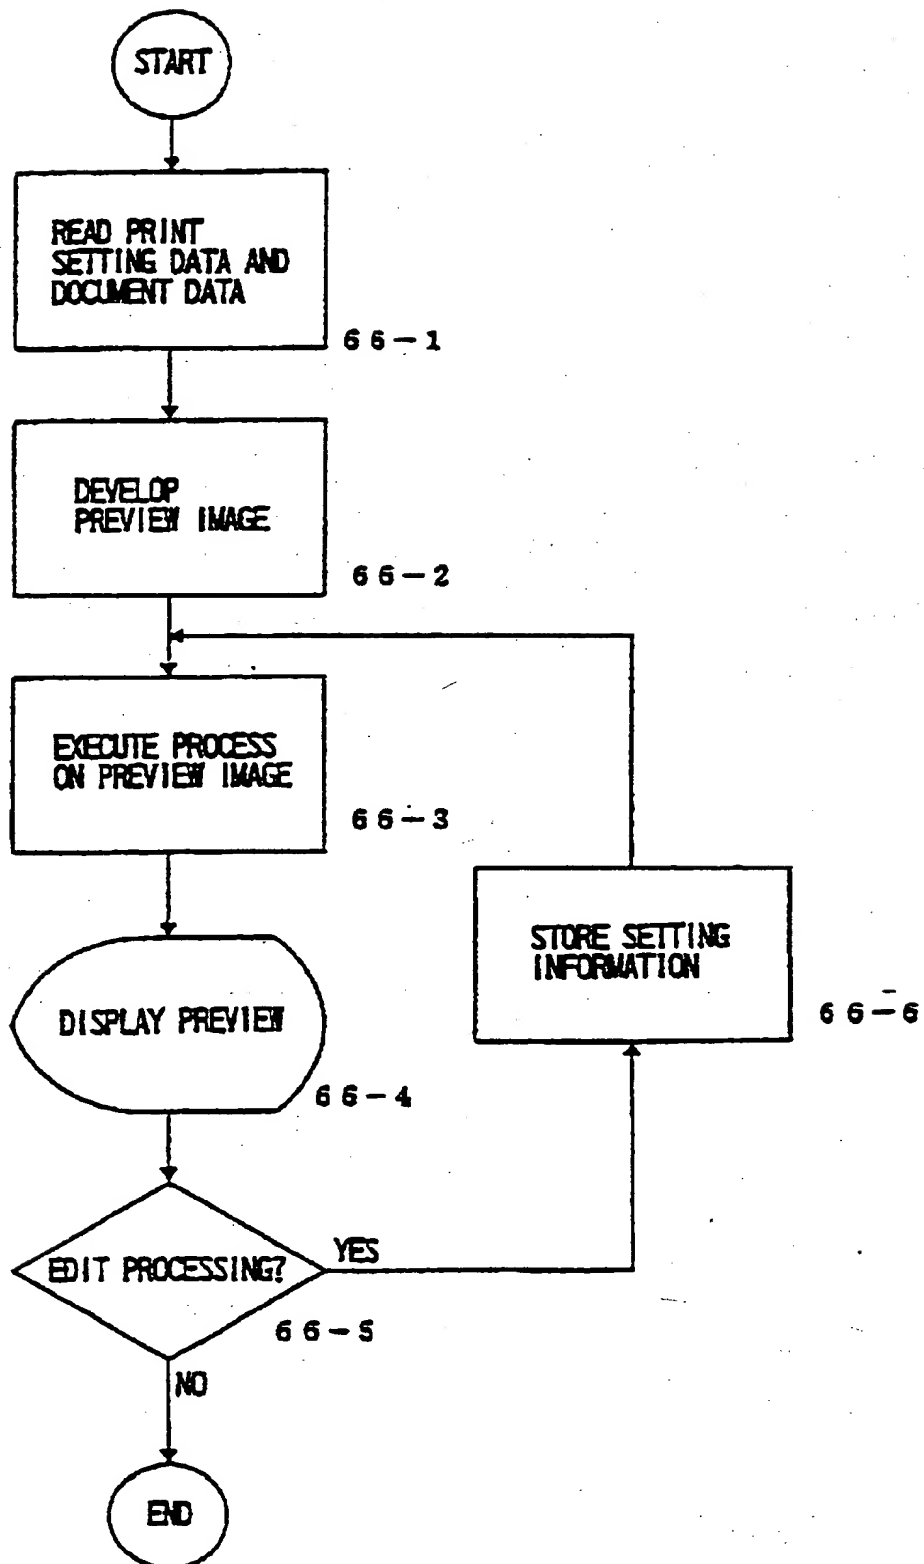 START
READ PRINT
SETTING DATA AND
DOCUMENT DATA
66-1
DEVELOP
PREVIEW IMAGE
66-2
EXECUTE PROCESS
ON PREVIEW IMAGE
66-3
STORE SETTING
INFORMATION
66-6
DISPLAY PREVIEW
66-4
EDIT PROCESSING?
YES
66-5
NO
END